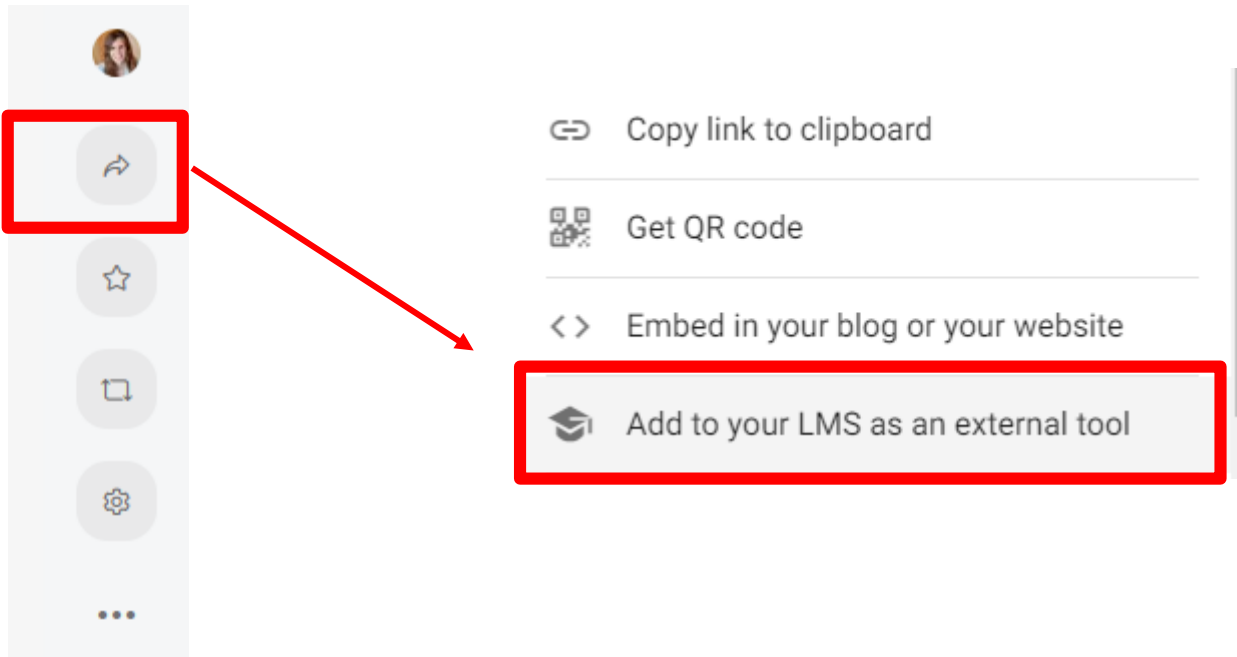 Copy link to clipboard
Get QR code
Embed in your blog or your website
Add to your LMS as an external tool